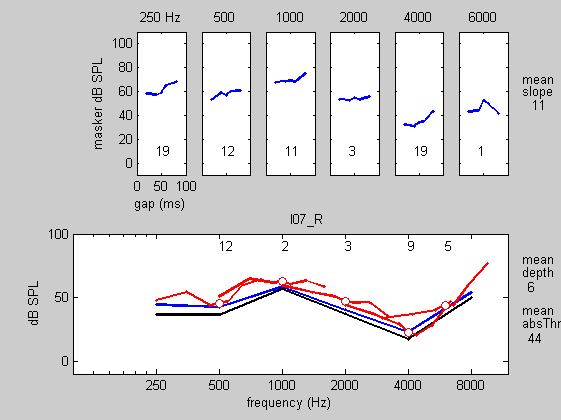 250 Hz 500 1000 2000 4000 6000
100
80
60
40
20
0
masker dB SPL
19 12 11 3 19 1
mean
slope
11
0 50 100
gap (ms)
I07_R
100
50
0
dB SPL
12 2 3 9 5
mean
depth
6
mean
absThr
44
250 500 1000 2000 4000 8000
frequency (Hz)